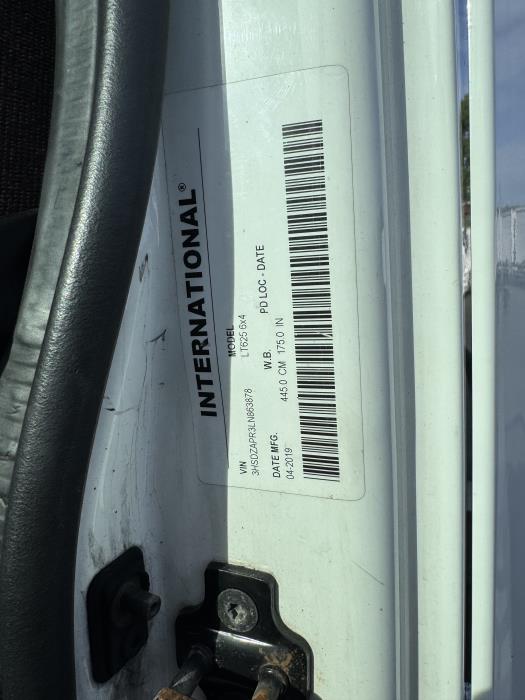 INTERNATIONAL®
MODEL
LT625 6x4
VIN
3HSDZAPR3LN863878
W.B.
PD LOC - DATE
445.0 CM 175.0 IN
DATE MFG.
04-2019